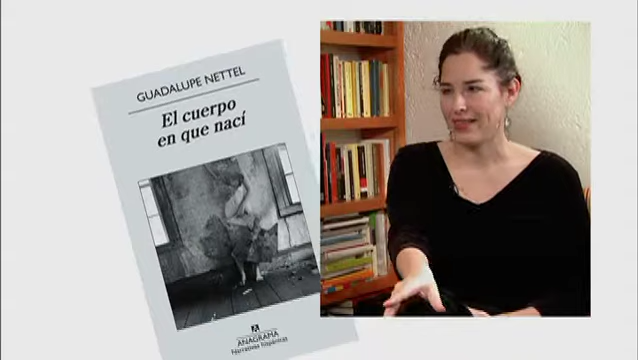 GUADALUPE NETTEL
El cuerpo
en que nací
ANAGRAMA
Narrativas hispánicas